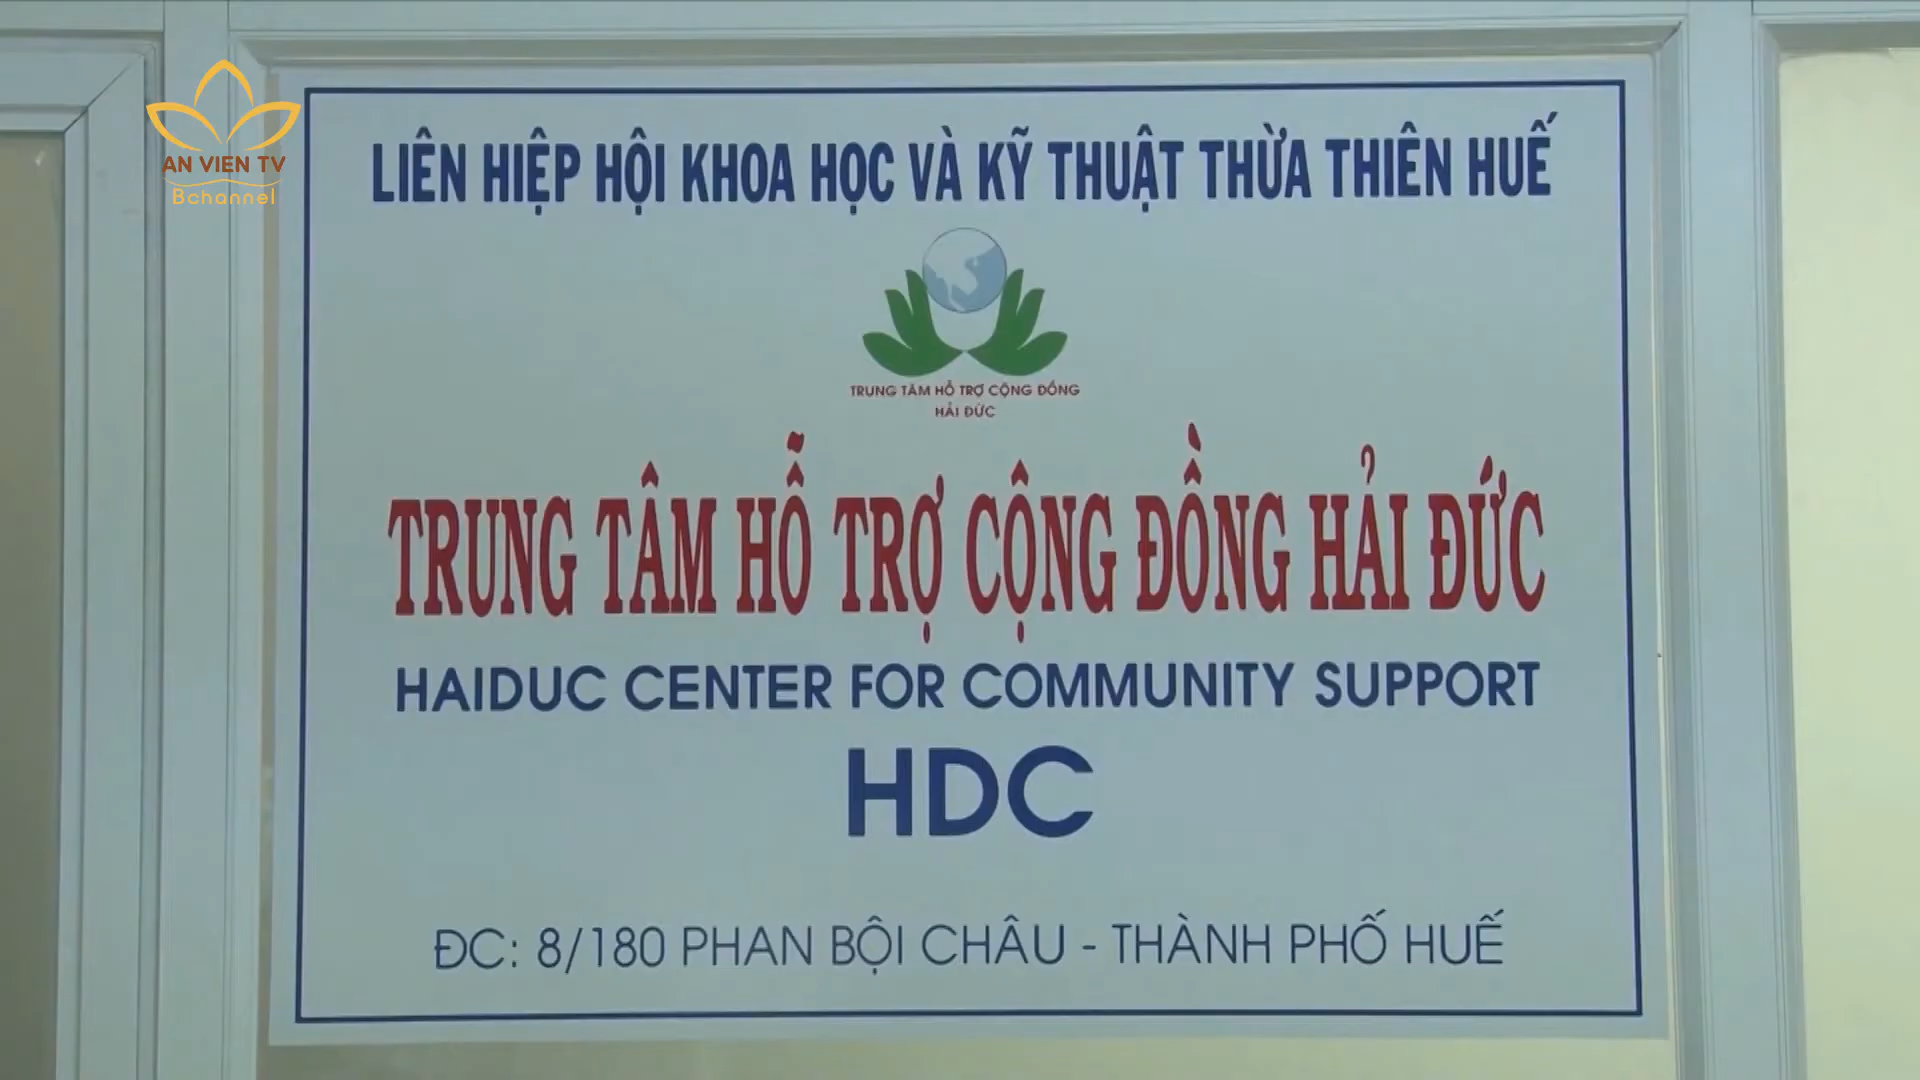 AN VIEN TV
Bchannel
LIÊN HIỆP HỘI KHOA HỌC VÀ KỸ THUẬT THỪA THIÊN HUẾ
TRUNG TÂM HỖ TRỢ CỘNG ĐỒNG
HẢI ĐỨC
TRUNG TÂM HỖ TRỢ CỘNG ĐỒNG HẢI ĐỨC
HAIDUC CENTER FOR COMMUNITY SUPPORT
HDC
ĐC: 8/180 PHAN BỘI CHÂU - THÀNH PHỐ HUẾ